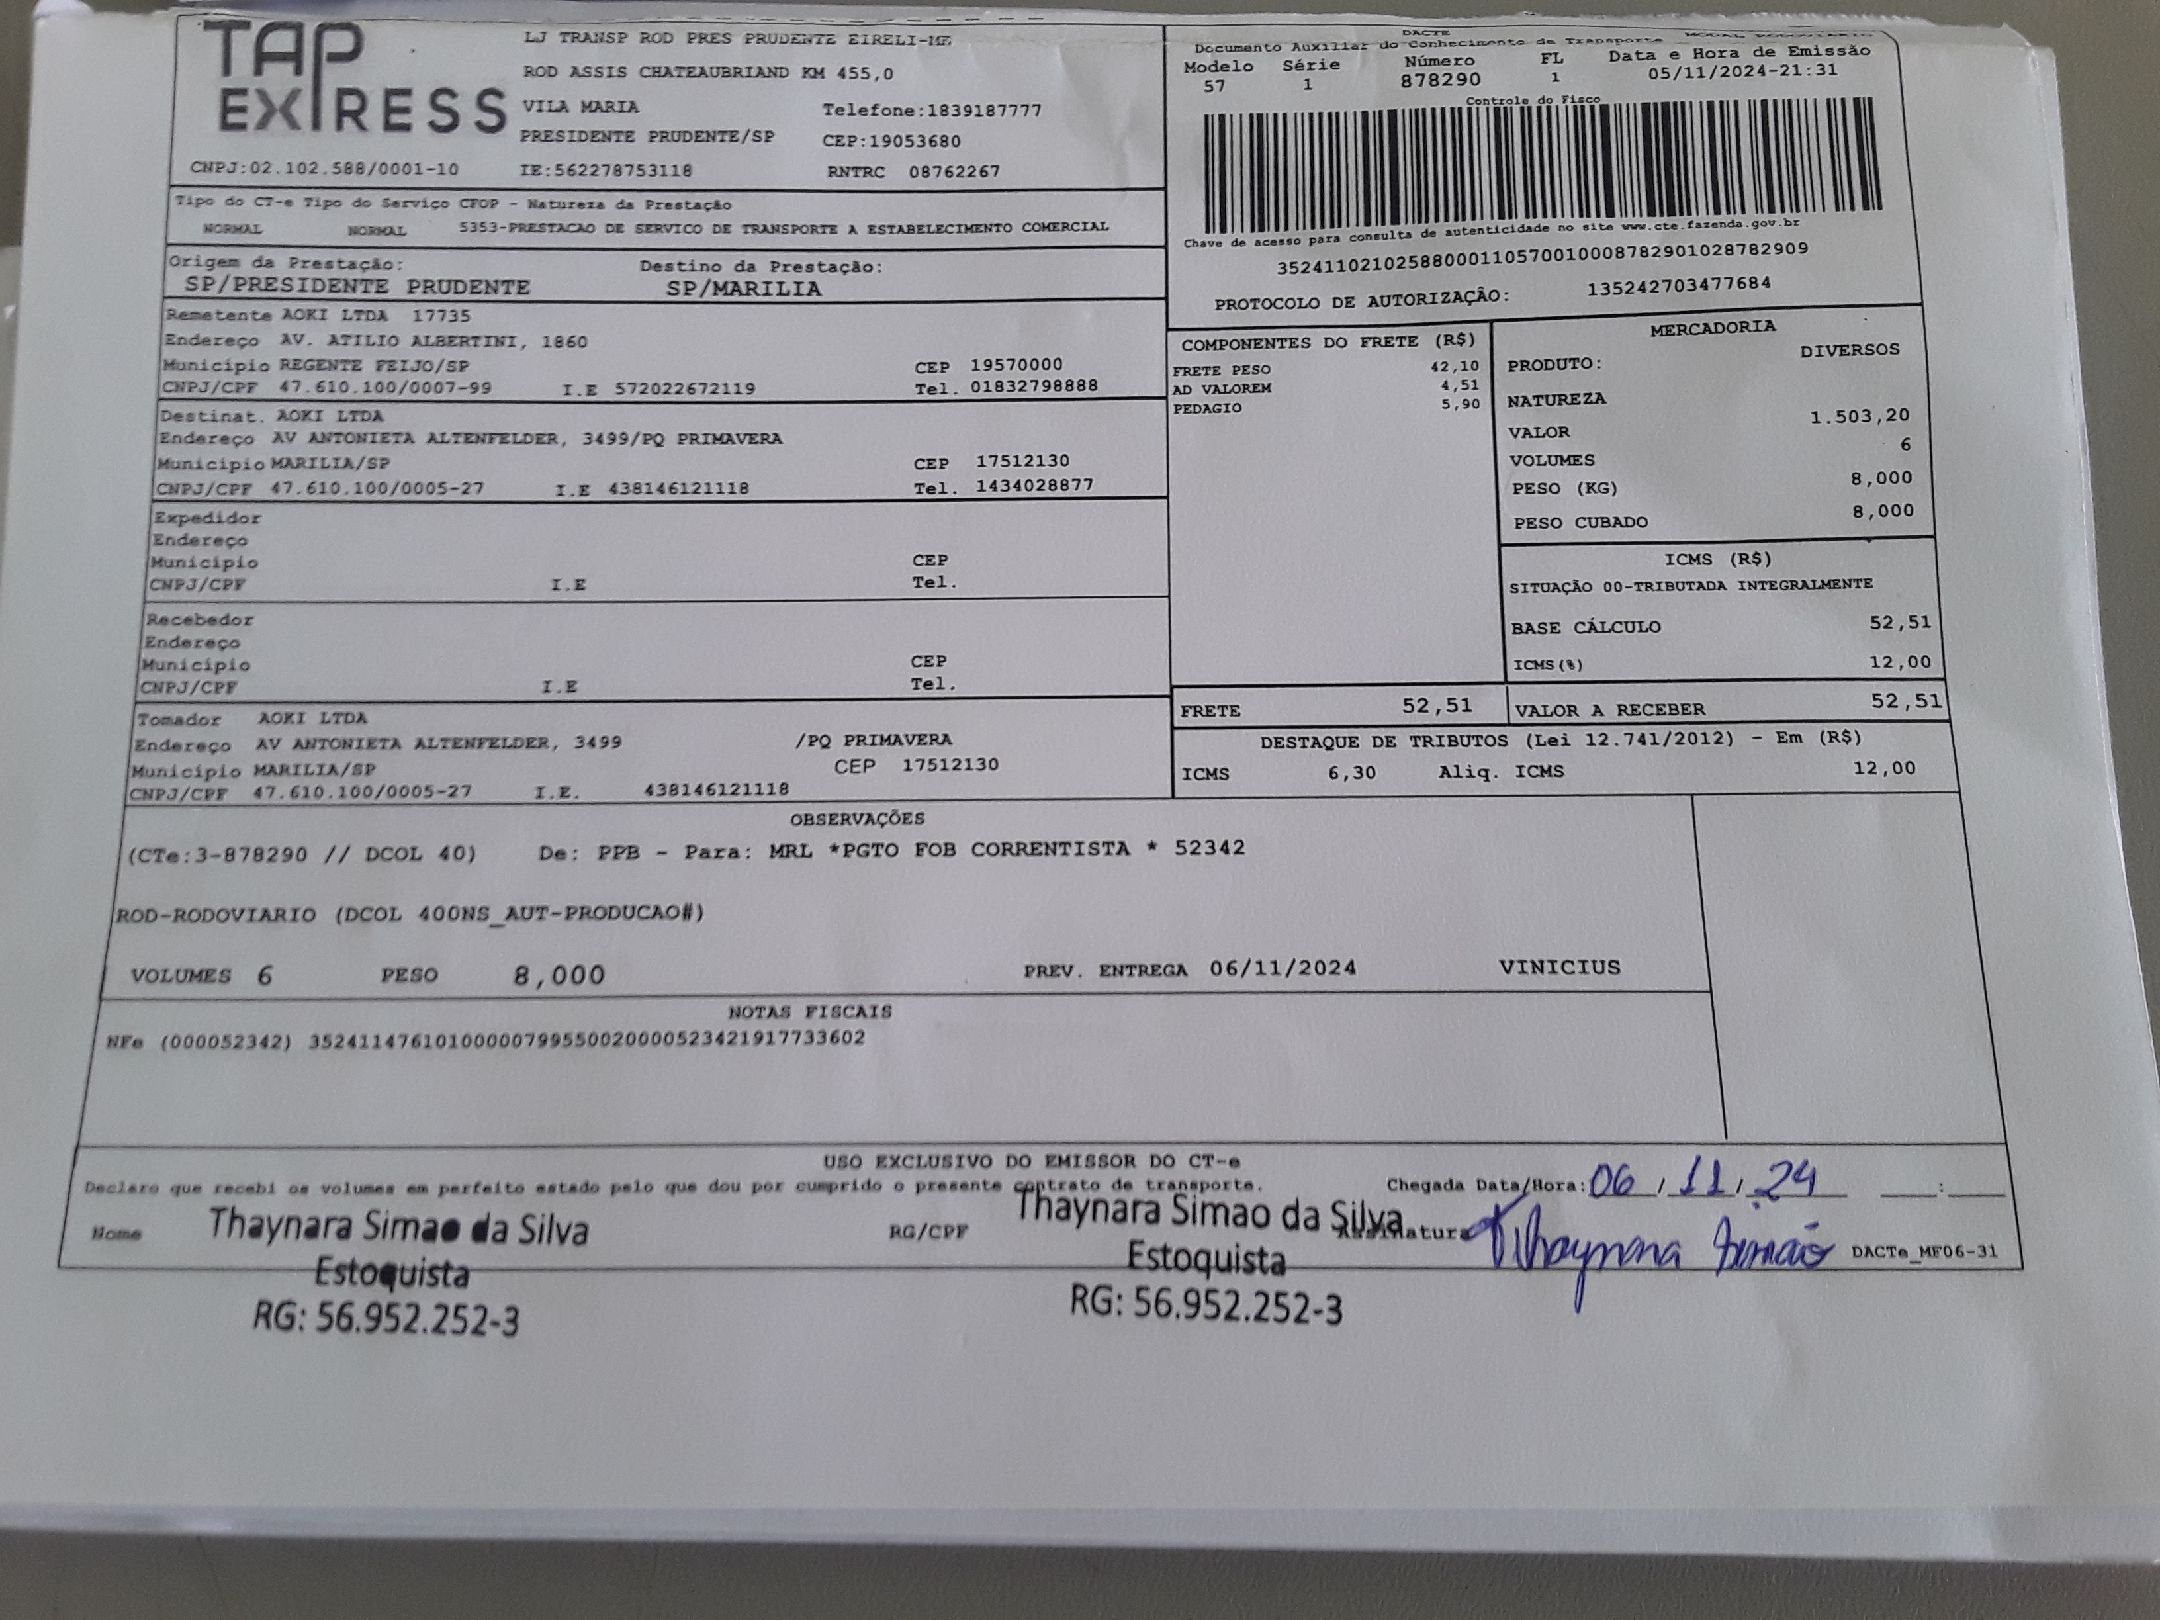 TAP EXPRESS
LJ TRANSP ROD PRES PRUDENTE EIRELI-ME
ROD ASSIS CHATEAUBRIAND KM 455,0
VILA MARIA Telefone:1839187777
PRESIDENTE PRUDENTE/SP CEP:19053680
CNPJ:02.102.588/0001-10 IE:562278753118 RNTRC 08762267
DACTE MODAL RODOVIARIO
Documento Auxiliar do Conhecimento de Transporte
Modelo Série Número FL Data e Hora de Emissão
57 1 878290 1 05/11/2024-21:31
Controle do Fisco
Chave de acesso para consulta de autenticidade no site www.cte.fazenda.gov.br
35241102102588000110570010008782901028782909
PROTOCOLO DE AUTORIZAÇÃO: 135242703477684
Tipo do CT-e Tipo do Serviço CFOP - Natureza da Prestação
NORMAL NORMAL 5353-PRESTACAO DE SERVICO DE TRANSPORTE A ESTABELECIMENTO COMERCIAL
Origem da Prestação: Destino da Prestação:
SP/PRESIDENTE PRUDENTE SP/MARILIA
Remetente AOKI LTDA 17735
Endereço AV. ATILIO ALBERTINI, 1860
Município REGENTE FEIJO/SP CEP 19570000
CNPJ/CPF 47.610.100/0007-99 I.E 572022672119 Tel. 01832798888
Destinat. AOKI LTDA
Endereço AV ANTONIETA ALTENFELDER, 3499/PQ PRIMAVERA
Município MARILIA/SP CEP 17512130
CNPJ/CPF 47.610.100/0005-27 I.E 438146121118 Tel. 1434028877
Expedidor
Endereço
Município CEP
CNPJ/CPF I.E Tel.
Recebedor
Endereço
Município CEP
CNPJ/CPF I.E Tel.
Tomador AOKI LTDA
Endereço AV ANTONIETA ALTENFELDER, 3499 /PQ PRIMAVERA
Município MARILIA/SP CEP 17512130
CNPJ/CPF 47.610.100/0005-27 I.E. 438146121118
COMPONENTES DO FRETE (R$)
FRETE PESO 42,10
AD VALOREM 4,51
PEDAGIO 5,90
MERCADORIA
PRODUTO: DIVERSOS
NATUREZA
VALOR 1.503,20
VOLUMES 6
PESO (KG) 8,000
PESO CUBADO 8,000
ICMS (R$)
SITUAÇÃO 00-TRIBUTADA INTEGRALMENTE
BASE CÁLCULO 52,51
ICMS(%) 12,00
FRETE 52,51 VALOR A RECEBER 52,51
DESTAQUE DE TRIBUTOS (Lei 12.741/2012) - Em (R$)
ICMS 6,30 Aliq. ICMS 12,00
OBSERVAÇÕES
(CTe:3-878290 // DCOL 40) De: PPB - Para: MRL *PGTO FOB CORRENTISTA * 52342
ROD-RODOVIARIO (DCOL 400NS_AUT-PRODUCAO#)
VOLUMES 6 PESO 8,000 PREV. ENTREGA 06/11/2024 VINICIUS
NOTAS FISCAIS
NFe (000052342) 35241147610100000799550020000523421917733602
USO EXCLUSIVO DO EMISSOR DO CT-e
Declaro que recebi os volumes em perfeito estado pelo que dou por cumprido o presente contrato de transporte. Chegada Data/Hora: 06/11/24 ___:___
Nome Thaynara Simao da Silva RG/CPF Thaynara Simao da Silva Assinatura Thaynara Simão DACTe_MF06-31
Estoquista Estoquista
RG: 56.952.252-3 RG: 56.952.252-3